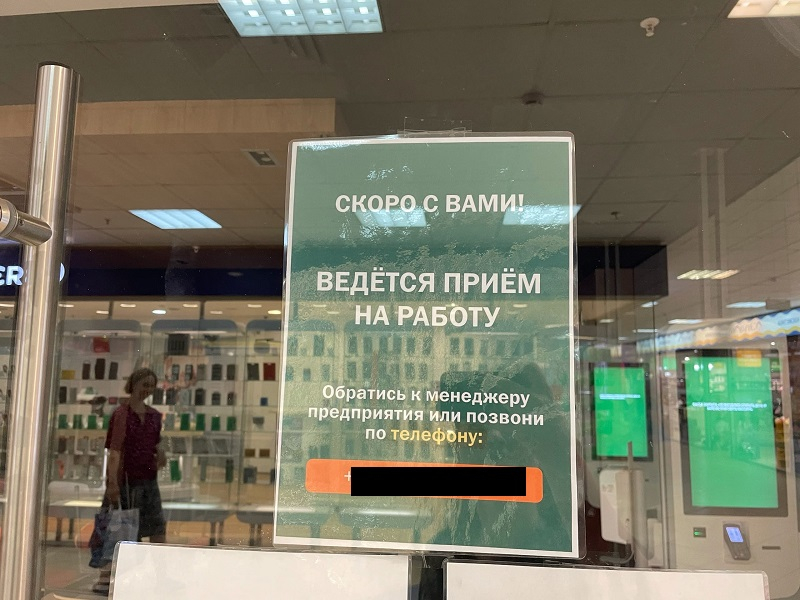 СКОРО С ВАМИ!
ВЕДЁТСЯ ПРИЁМ
НА РАБОТУ
Обратись к менеджеру
предприятия или позвони
по телефону:
+